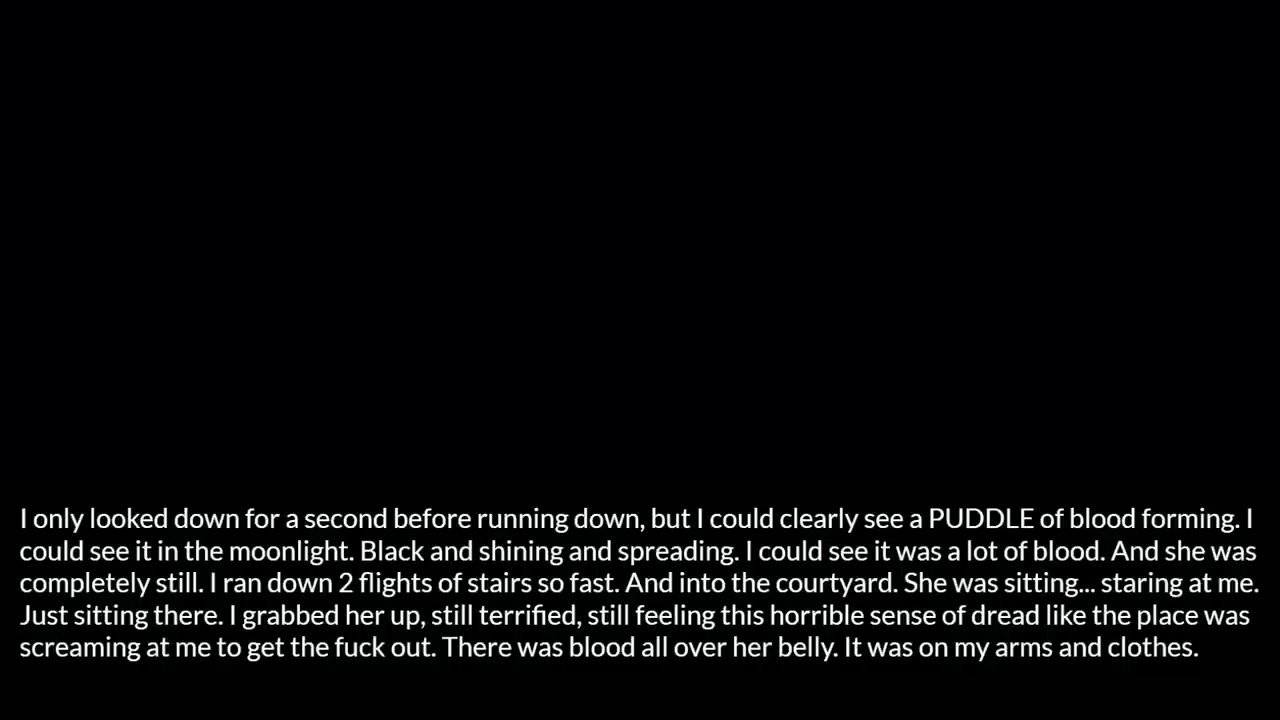 I only looked down for a second before running down, but I could clearly see a PUDDLE of blood forming. I
could see it in the moonlight. Black and shining and spreading. I could see it was a lot of blood. And she was
completely still. I ran down 2 flights of stairs so fast. And into the courtyard. She was sitting... staring at me.
Just sitting there. I grabbed her up, still terrified, still feeling this horrible sense of dread like the place was
screaming at me to get the fuck out. There was blood all over her belly. It was on my arms and clothes.